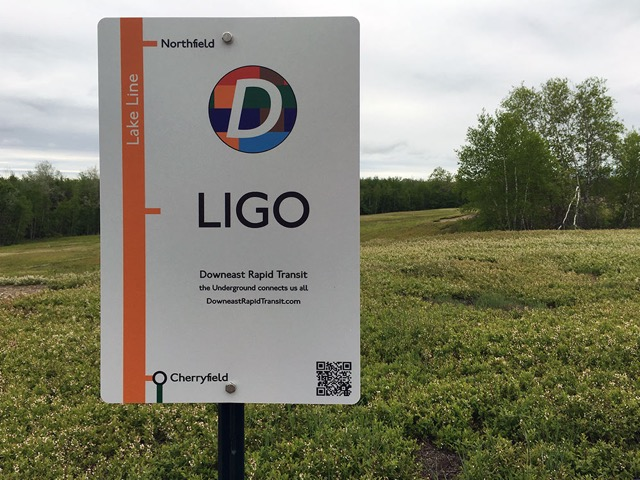 Northfield
Lake Line
D
LIGO
Downeast Rapid Transit
the Underground connects us all
DowneastRapidTransit.com
Cherryfield